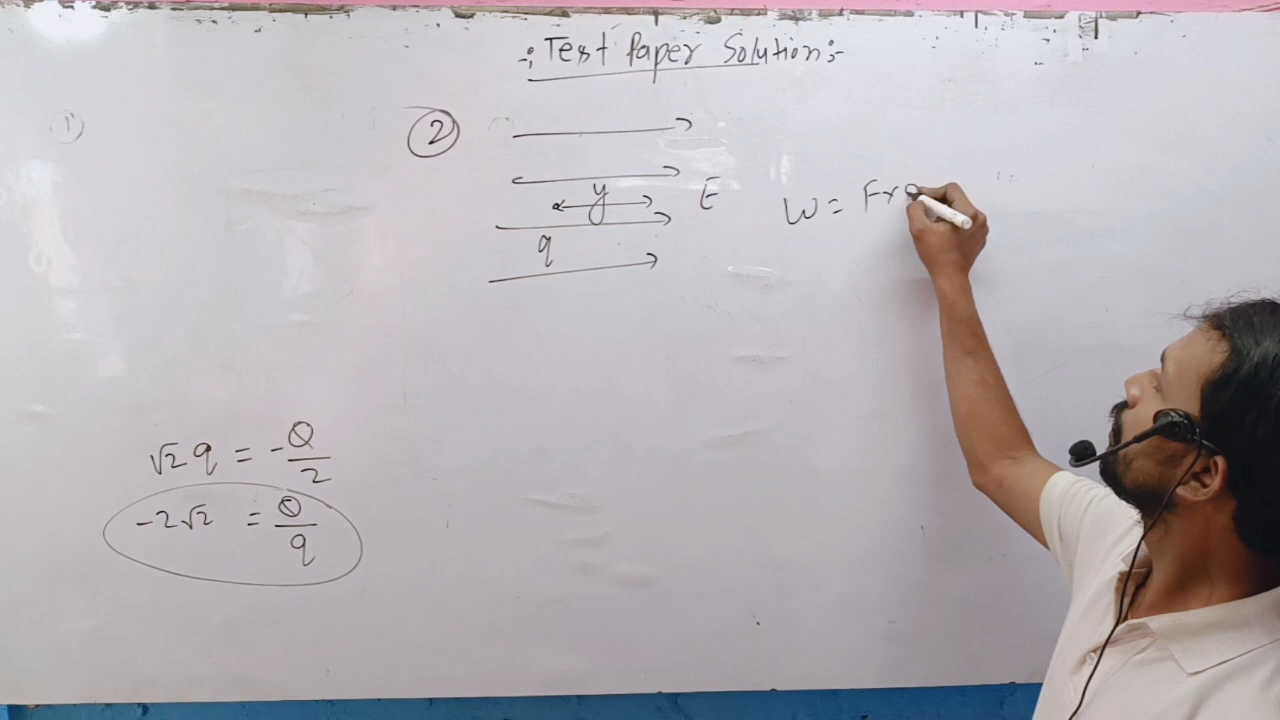 -: Test Paper Solution :-
1
2
y
E
q
W = F×
√2 q = -Q/2
-2√2 = Q/q